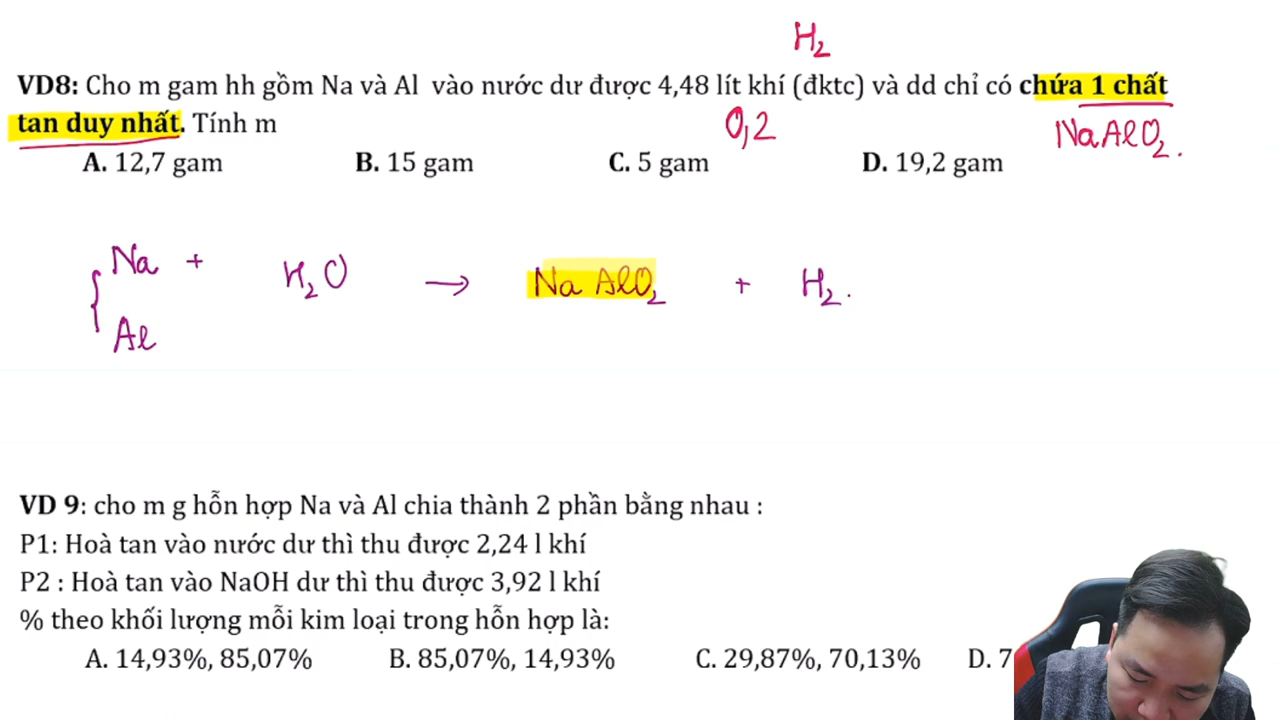 H₂
VD8: Cho m gam hh gồm Na và Al vào nước dư được 4,48 lít khí (đktc) và dd chỉ có chứa 1 chất
tan duy nhất. Tính m
0,2
NaAlO₂.
A. 12,7 gam B. 15 gam C. 5 gam D. 19,2 gam
Na + H₂O → NaAlO₂ + H₂.
Al
VD 9: cho m g hỗn hợp Na và Al chia thành 2 phần bằng nhau :
P1: Hoà tan vào nước dư thì thu được 2,24 l khí
P2 : Hoà tan vào NaOH dư thì thu được 3,92 l khí
% theo khối lượng mỗi kim loại trong hỗn hợp là:
A. 14,93%, 85,07% B. 85,07%, 14,93% C. 29,87%, 70,13% D. 7